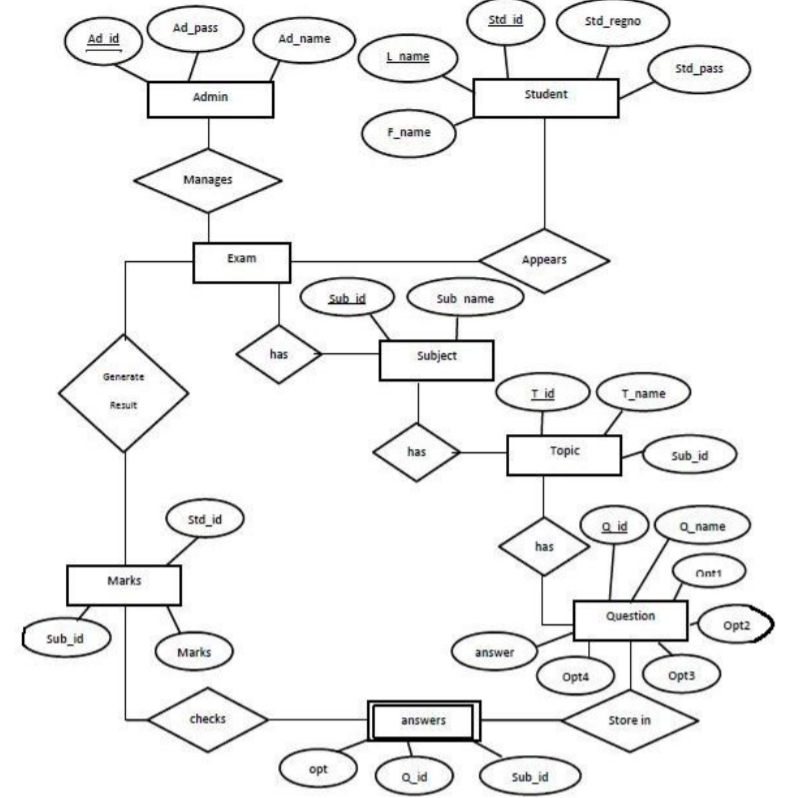 Ad_id
Ad_pass
Ad_name
Std_id
Std_regno
L_name
Std_pass
F_name
Admin
Student
Manages
Exam
Appears
Sub_id
Sub_name
has
Subject
Generate
Result
T_id
T_name
has
Topic
Sub_id
Std_id
has
Q_id
Q_name
Opt1
Marks
Question
Opt2
Sub_id
Marks
answer
Opt4
Opt3
checks
answers
Store in
opt
Q_id
Sub_id